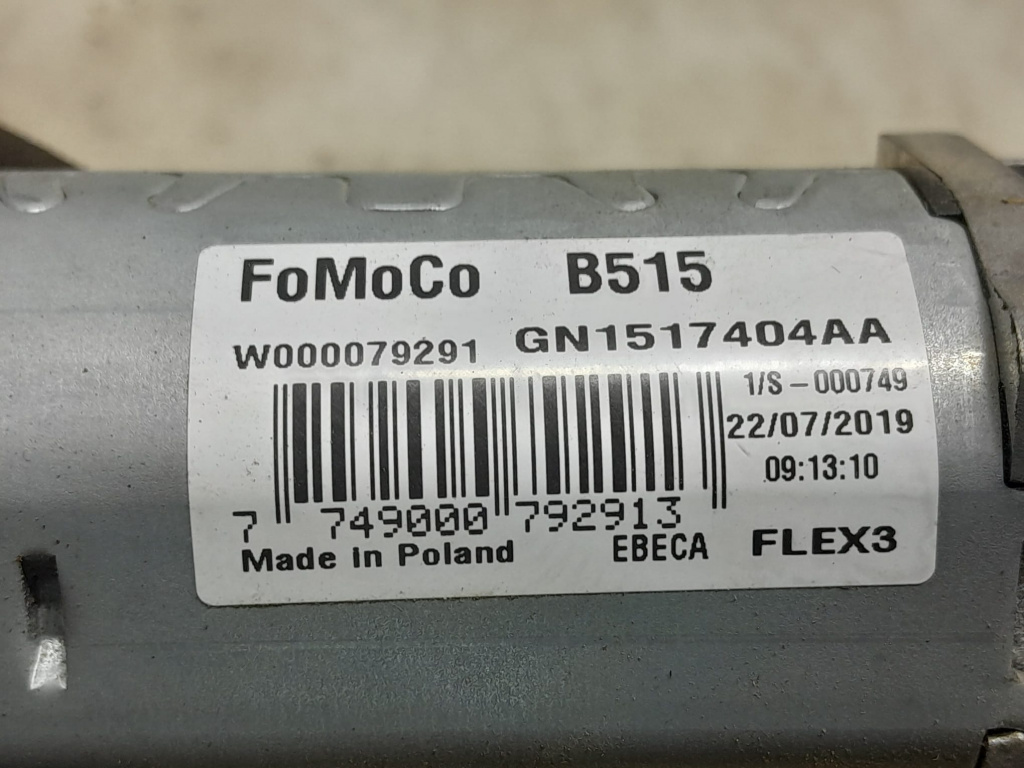 FoMoCo B515
W000079291 GN1517404AA
1/S-000749
22/07/2019
09:13:10
7 749000 792913
Made in Poland EBECA FLEX3